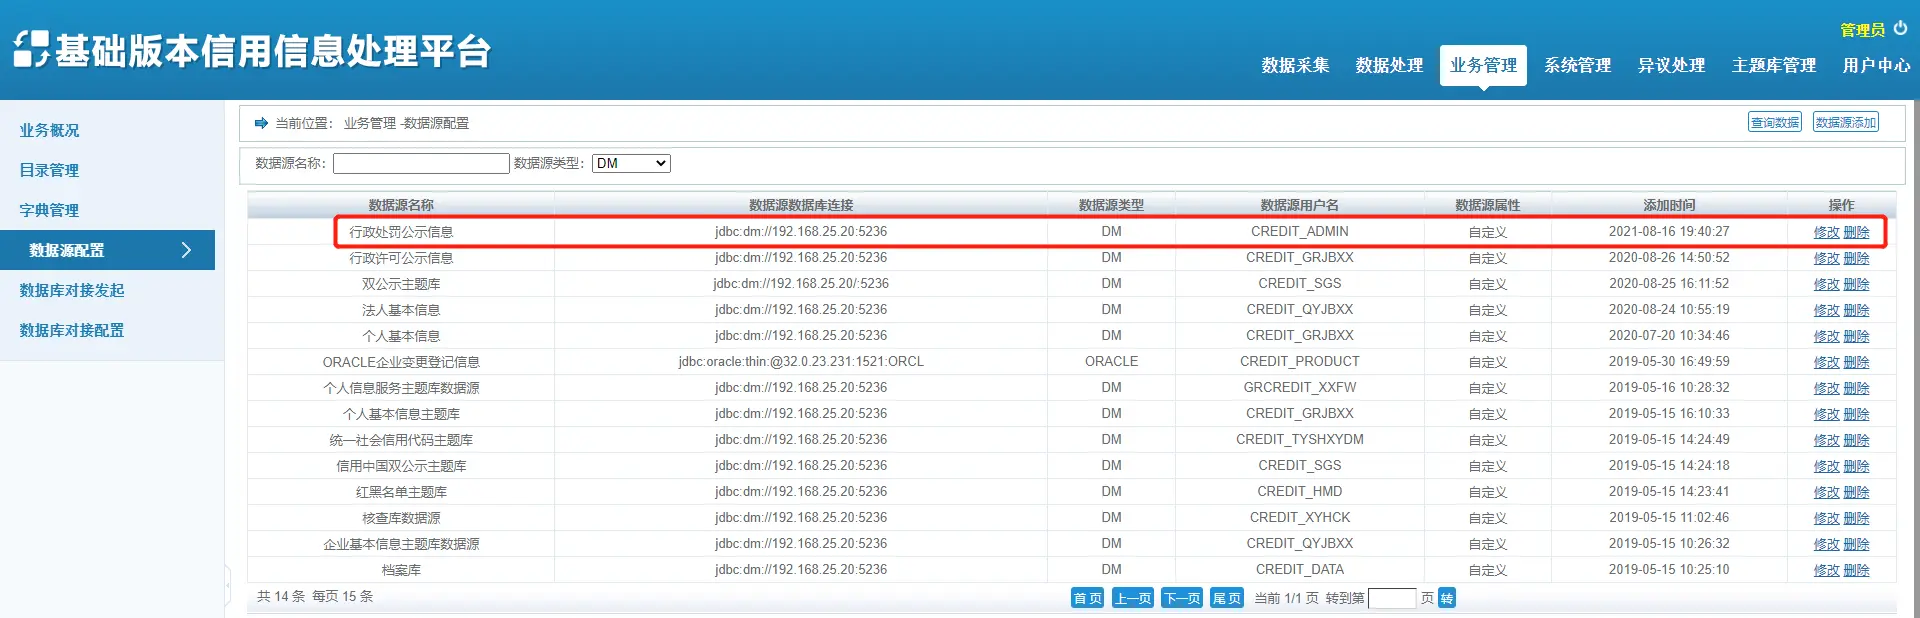 基础版本信用信息处理平台
管理员
数据采集 数据处理 业务管理 系统管理 异议处理 主题库管理 用户中心
业务概况
目录管理
字典管理
数据源配置
数据库对接发起
数据库对接配置
当前位置： 业务管理 -数据源配置
查询数据 数据源添加
数据源名称： 数据源类型： DM
数据源名称 数据源数据库连接 数据源类型 数据源用户名 数据源属性 添加时间 操作
行政处罚公示信息 jdbc:dm://192.168.25.20:5236 DM CREDIT_ADMIN 自定义 2021-08-16 19:40:27 修改 删除
行政许可公示信息 jdbc:dm://192.168.25.20:5236 DM CREDIT_GRJBXX 自定义 2020-08-26 14:50:52 修改 删除
双公示主题库 jdbc:dm://192.168.25.20/:5236 DM CREDIT_SGS 自定义 2020-08-25 16:11:52 修改 删除
法人基本信息 jdbc:dm://192.168.25.20:5236 DM CREDIT_QYJBXX 自定义 2020-08-24 10:55:19 修改 删除
个人基本信息 jdbc:dm://192.168.25.20:5236 DM CREDIT_GRJBXX 自定义 2020-07-20 10:34:46 修改 删除
ORACLE企业变更登记信息 jdbc:oracle:thin:@32.0.23.231:1521:ORCL ORACLE CREDIT_PRODUCT 自定义 2019-05-30 16:49:59 修改 删除
个人信息服务主题库数据源 jdbc:dm://192.168.25.20:5236 DM GRCREDIT_XXFW 自定义 2019-05-16 10:28:32 修改 删除
个人基本信息主题库 jdbc:dm://192.168.25.20:5236 DM CREDIT_GRJBXX 自定义 2019-05-15 16:10:33 修改 删除
统一社会信用代码主题库 jdbc:dm://192.168.25.20:5236 DM CREDIT_TYSHXYDM 自定义 2019-05-15 14:24:49 修改 删除
信用中国双公示主题库 jdbc:dm://192.168.25.20:5236 DM CREDIT_SGS 自定义 2019-05-15 14:24:18 修改 删除
红黑名单主题库 jdbc:dm://192.168.25.20:5236 DM CREDIT_HMD 自定义 2019-05-15 14:23:41 修改 删除
核查库数据源 jdbc:dm://192.168.25.20:5236 DM CREDIT_XYHCK 自定义 2019-05-15 11:02:46 修改 删除
企业基本信息主题库数据源 jdbc:dm://192.168.25.20:5236 DM CREDIT_QYJBXX 自定义 2019-05-15 10:26:32 修改 删除
档案库 jdbc:dm://192.168.25.20:5236 DM CREDIT_DATA 自定义 2019-05-15 10:25:10 修改 删除
共 14 条 每页 15 条 首 页 上一页 下一页 尾 页 当前 1/1 页 转到第 页 转